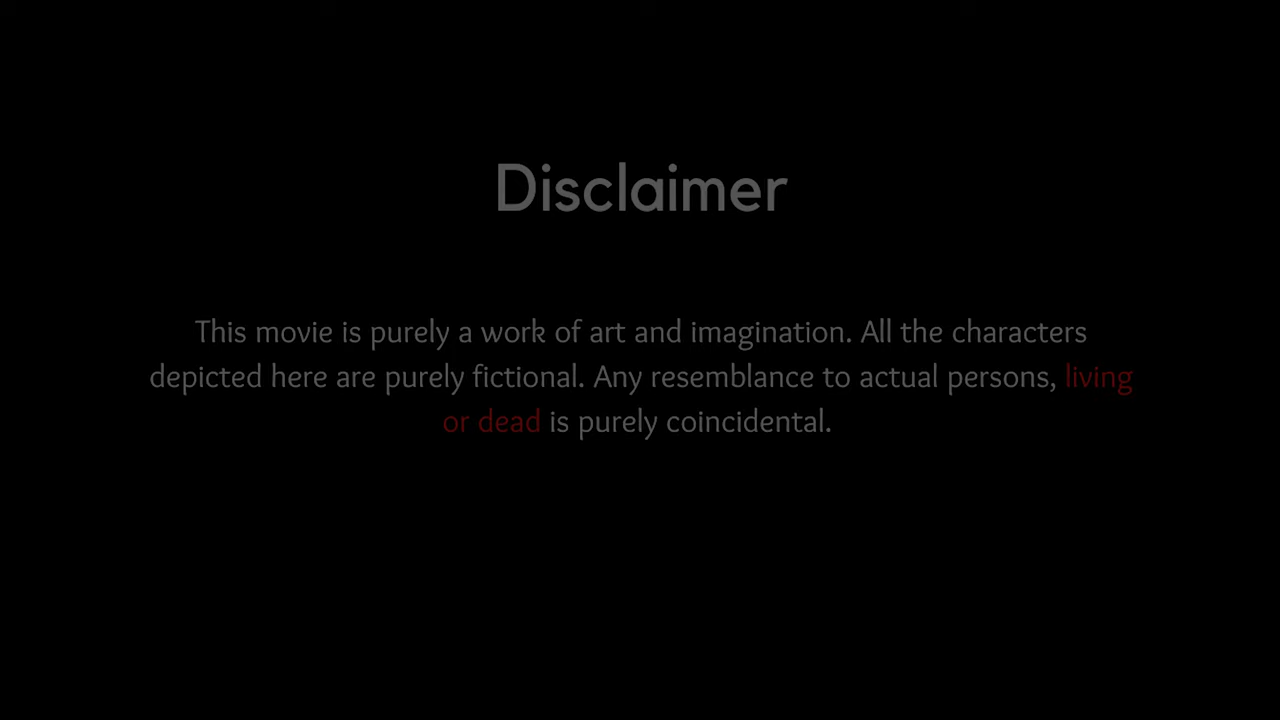 Disclaimer
This movie is purely a work of art and imagination. All the characters
depicted here are purely fictional. Any resemblance to actual persons, living
or dead is purely coincidental.